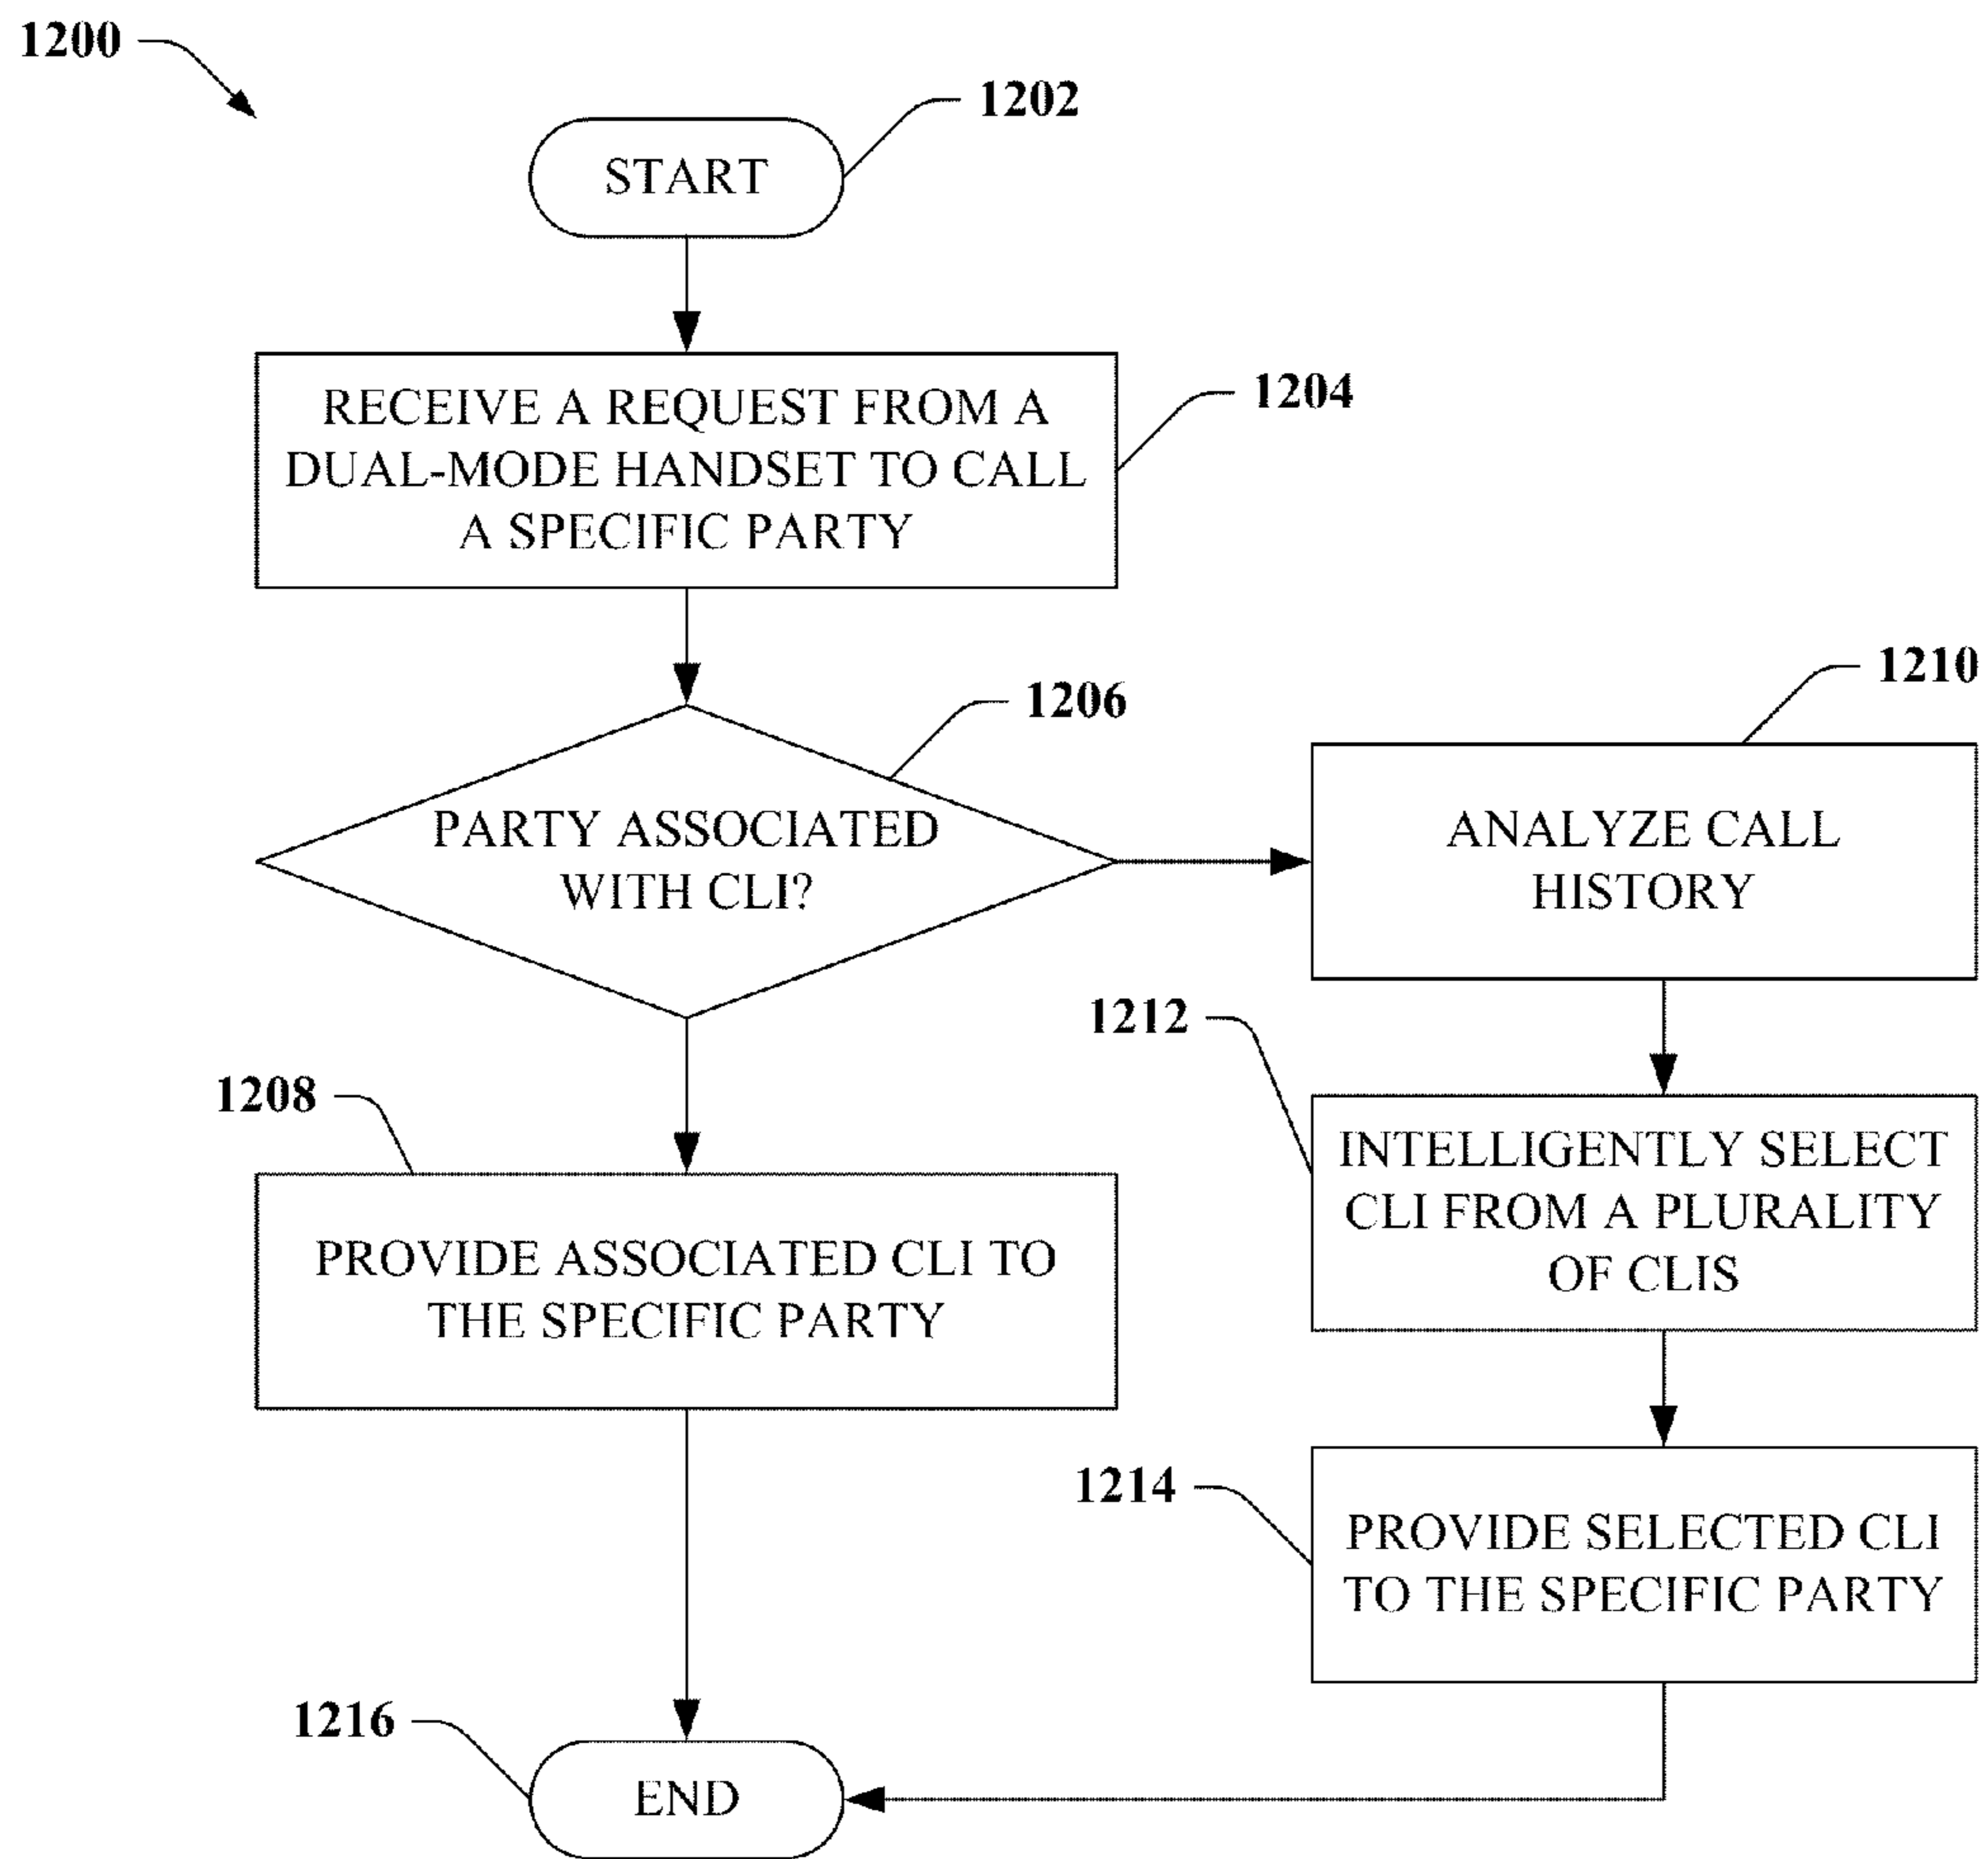 1200
1202
START
RECEIVE A REQUEST FROM A
DUAL-MODE HANDSET TO CALL
A SPECIFIC PARTY
1204
1206
PARTY ASSOCIATED
WITH CLI?
1210
ANALYZE CALL
HISTORY
1208
PROVIDE ASSOCIATED CLI TO
THE SPECIFIC PARTY
1212
INTELLIGENTLY SELECT
CLI FROM A PLURALITY
OF CLIS
1214
PROVIDE SELECTED CLI
TO THE SPECIFIC PARTY
1216
END